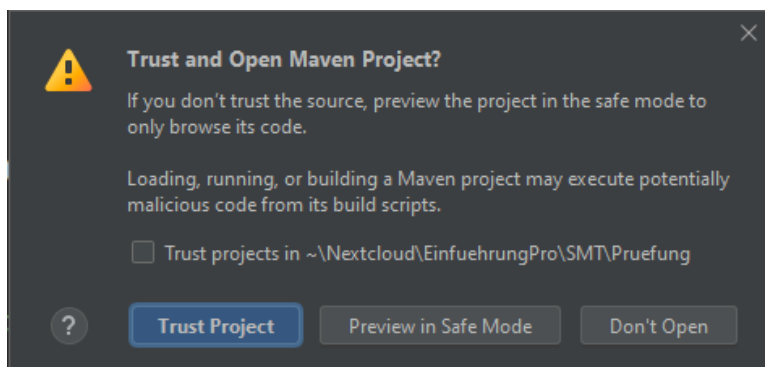 Trust and Open Maven Project?
If you don't trust the source, preview the project in the safe mode to
only browse its code.
Loading, running, or building a Maven project may execute potentially
malicious code from its build scripts.
Trust projects in ~\Nextcloud\EinfuehrungPro\SMT\Pruefung
? Trust Project Preview in Safe Mode Don't Open